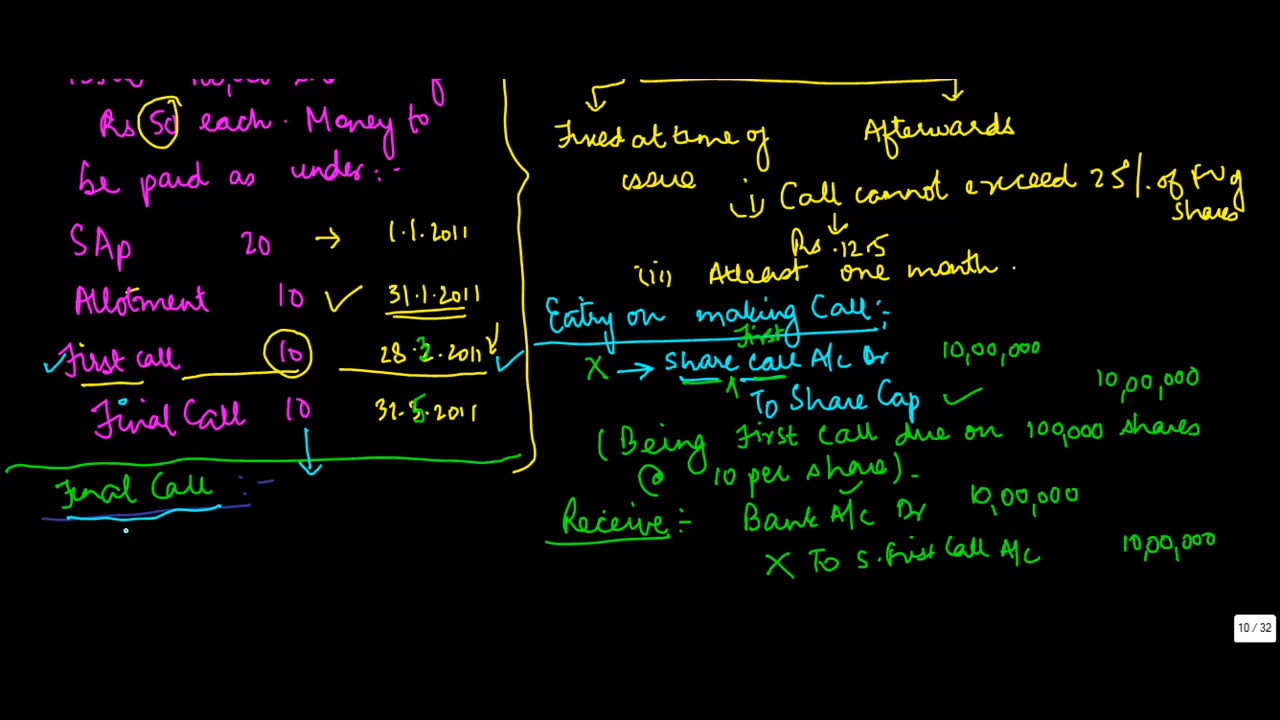 Rs 50 each. Money to
be paid as under:-
SAp 20 → 1.1.2011
Allotment 10 ✓ 31.1.2011
✓ First call 10 28.3.2011 ✓
Final Call 10 31.5.2011
Final Call :-
Fixed at time of
issue
Afterwards
(i) Call cannot exceed 25%. of FV of
shares
Rs. 12.5
(ii) Atleast one month.
Entry on making Call:-
First
X → Share call A/c Dr 10,00,000
To Share Cap ✓ 10,00,000
(Being First Call due on 100,000 shares
@ 10 per share).
Receive:- Bank A/c Dr 10,00,000
X To S. First Call A/c 10,00,000
10 / 32